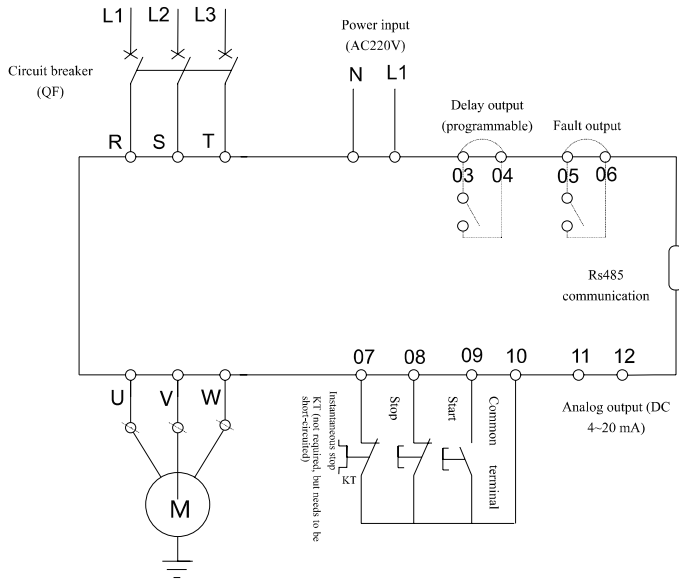 L1 L2 L3
Power input
(AC220V)
Circuit breaker
(QF)
N L1
Delay output
(programmable)
Fault output
R S T
03 04 05 06
Rs485
communication
07 08 09 10 11 12
U V W
Instantaneous stop
KT (not required, but needs to be
short-circuited)
KT
Stop
Start
Common terminal
Analog output (DC
4~20 mA)
M